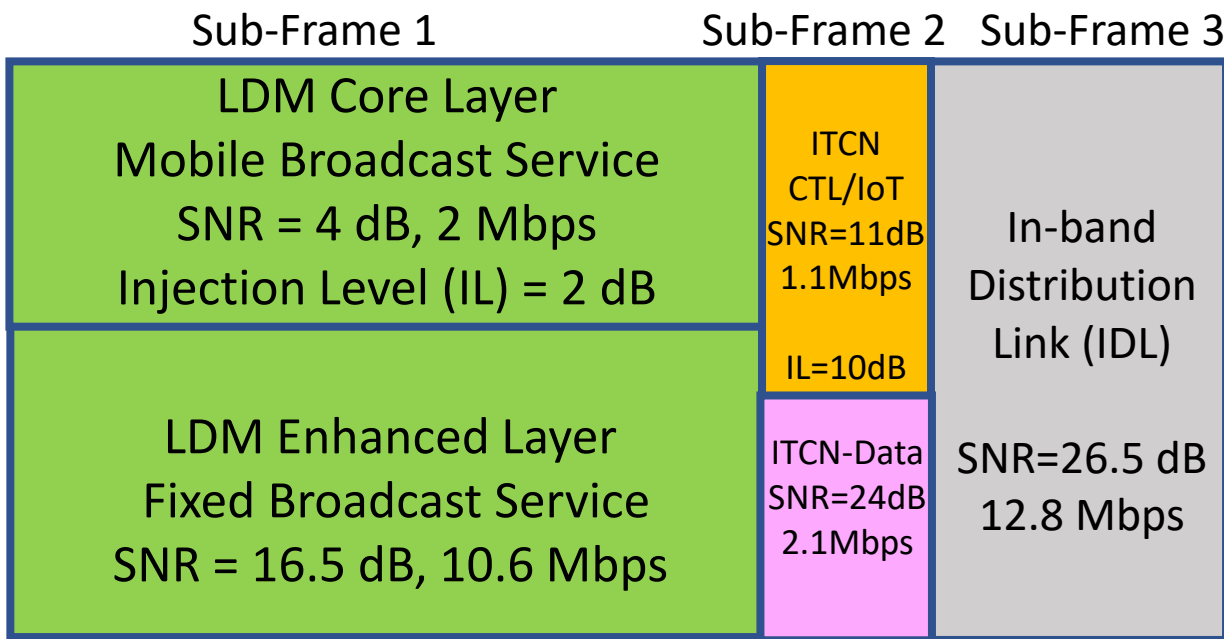 Sub-Frame 1
Sub-Frame 2
Sub-Frame 3
LDM Core Layer
Mobile Broadcast Service
SNR = 4 dB, 2 Mbps
Injection Level (IL) = 2 dB
LDM Enhanced Layer
Fixed Broadcast Service
SNR = 16.5 dB, 10.6 Mbps
ITCN
CTL/IoT
SNR=11dB
1.1Mbps
IL=10dB
ITCN-Data
SNR=24dB
2.1Mbps
In-band
Distribution
Link (IDL)
SNR=26.5 dB
12.8 Mbps